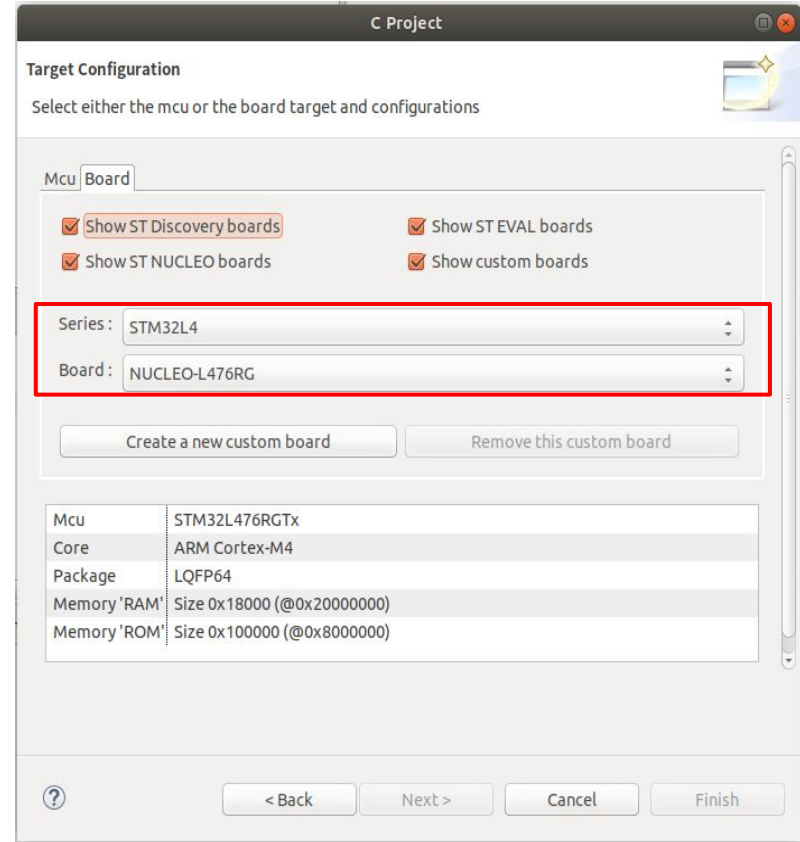 C Project
Target Configuration
Select either the mcu or the board target and configurations
Mcu Board
Show ST Discovery boards Show ST EVAL boards
Show ST NUCLEO boards Show custom boards
Series : STM32L4
Board : NUCLEO-L476RG
Create a new custom board Remove this custom board
Mcu STM32L476RGTx
Core ARM Cortex-M4
Package LQFP64
Memory 'RAM' Size 0x18000 (@0x20000000)
Memory 'ROM' Size 0x100000 (@0x8000000)
? < Back Next > Cancel Finish